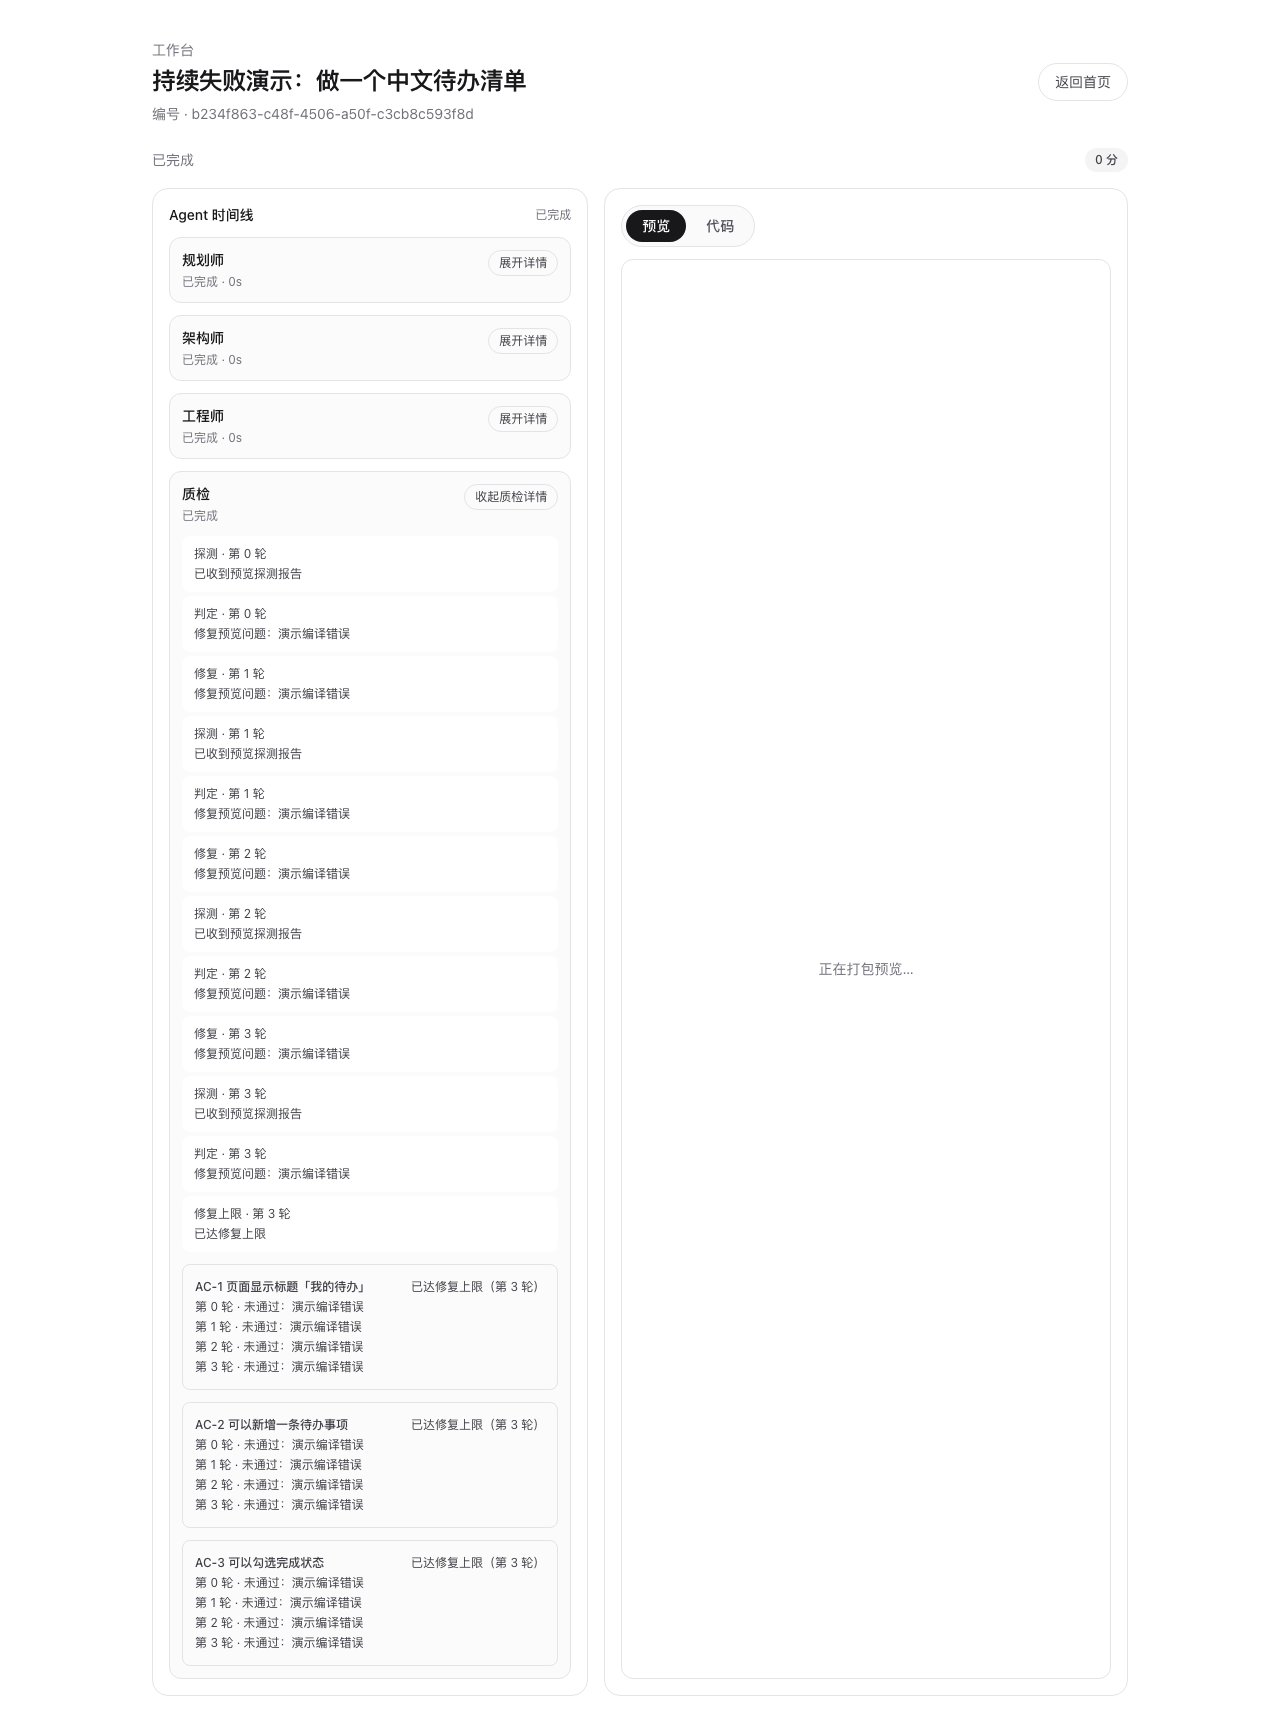 工作台
持续失败演示：做一个中文待办清单
返回首页
编号 · b234f863-c48f-4506-a50f-c3cb8c593f8d
已完成
0 分
Agent 时间线
已完成
规划师
展开详情
已完成 · 0s
架构师
展开详情
已完成 · 0s
工程师
展开详情
已完成 · 0s
质检
收起质检详情
已完成
探测 · 第 0 轮
已收到预览探测报告
判定 · 第 0 轮
修复预览问题：演示编译错误
修复 · 第 1 轮
修复预览问题：演示编译错误
探测 · 第 1 轮
已收到预览探测报告
判定 · 第 1 轮
修复预览问题：演示编译错误
修复 · 第 2 轮
修复预览问题：演示编译错误
探测 · 第 2 轮
已收到预览探测报告
判定 · 第 2 轮
修复预览问题：演示编译错误
修复 · 第 3 轮
修复预览问题：演示编译错误
探测 · 第 3 轮
已收到预览探测报告
判定 · 第 3 轮
修复预览问题：演示编译错误
修复上限 · 第 3 轮
已达修复上限
AC-1 页面显示标题「我的待办」
已达修复上限（第 3 轮）
第 0 轮 · 未通过：演示编译错误
第 1 轮 · 未通过：演示编译错误
第 2 轮 · 未通过：演示编译错误
第 3 轮 · 未通过：演示编译错误
AC-2 可以新增一条待办事项
已达修复上限（第 3 轮）
第 0 轮 · 未通过：演示编译错误
第 1 轮 · 未通过：演示编译错误
第 2 轮 · 未通过：演示编译错误
第 3 轮 · 未通过：演示编译错误
AC-3 可以勾选完成状态
已达修复上限（第 3 轮）
第 0 轮 · 未通过：演示编译错误
第 1 轮 · 未通过：演示编译错误
第 2 轮 · 未通过：演示编译错误
第 3 轮 · 未通过：演示编译错误
预览
代码
正在打包预览...